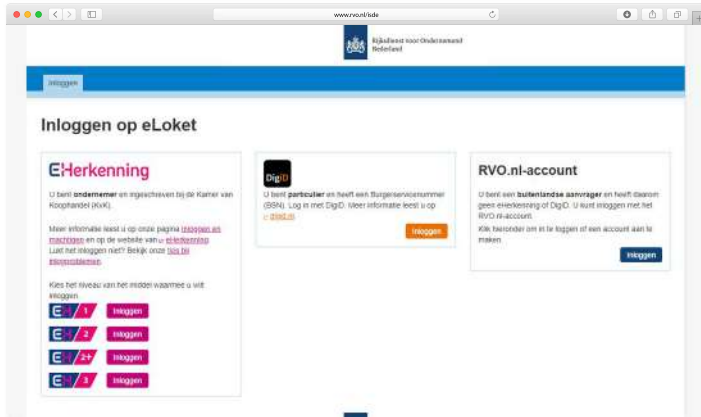 www.rvo.nl/isde
Rijksdienst voor Ondernemend
Nederland
Inloggen
Inloggen op eLoket
eHerkenning
U bent ondernemer en ingeschreven bij de Kamer van
Koophandel (KvK).
Meer informatie leest u op onze pagina Inloggen en
machtigen en op de website van eHerkenning.
Lukt het inloggen niet? Bekijk onze tips bij
inlogproblemen.
Kies het niveau van het middel waarmee u wilt
inloggen.
EH 1 Inloggen
EH 2 Inloggen
EH 2+ Inloggen
EH 3 Inloggen
DigiD
U bent particulier en heeft een Burgerservicenummer
(BSN). Log in met DigiD. Meer informatie leest u op
digid.nl.
Inloggen
RVO.nl-account
U bent een buitenlandse aanvrager en heeft daarom
geen eHerkenning of DigiD. U kunt inloggen met het
RVO.nl-account.
Klik hieronder om in te loggen of een account aan te
maken.
Inloggen